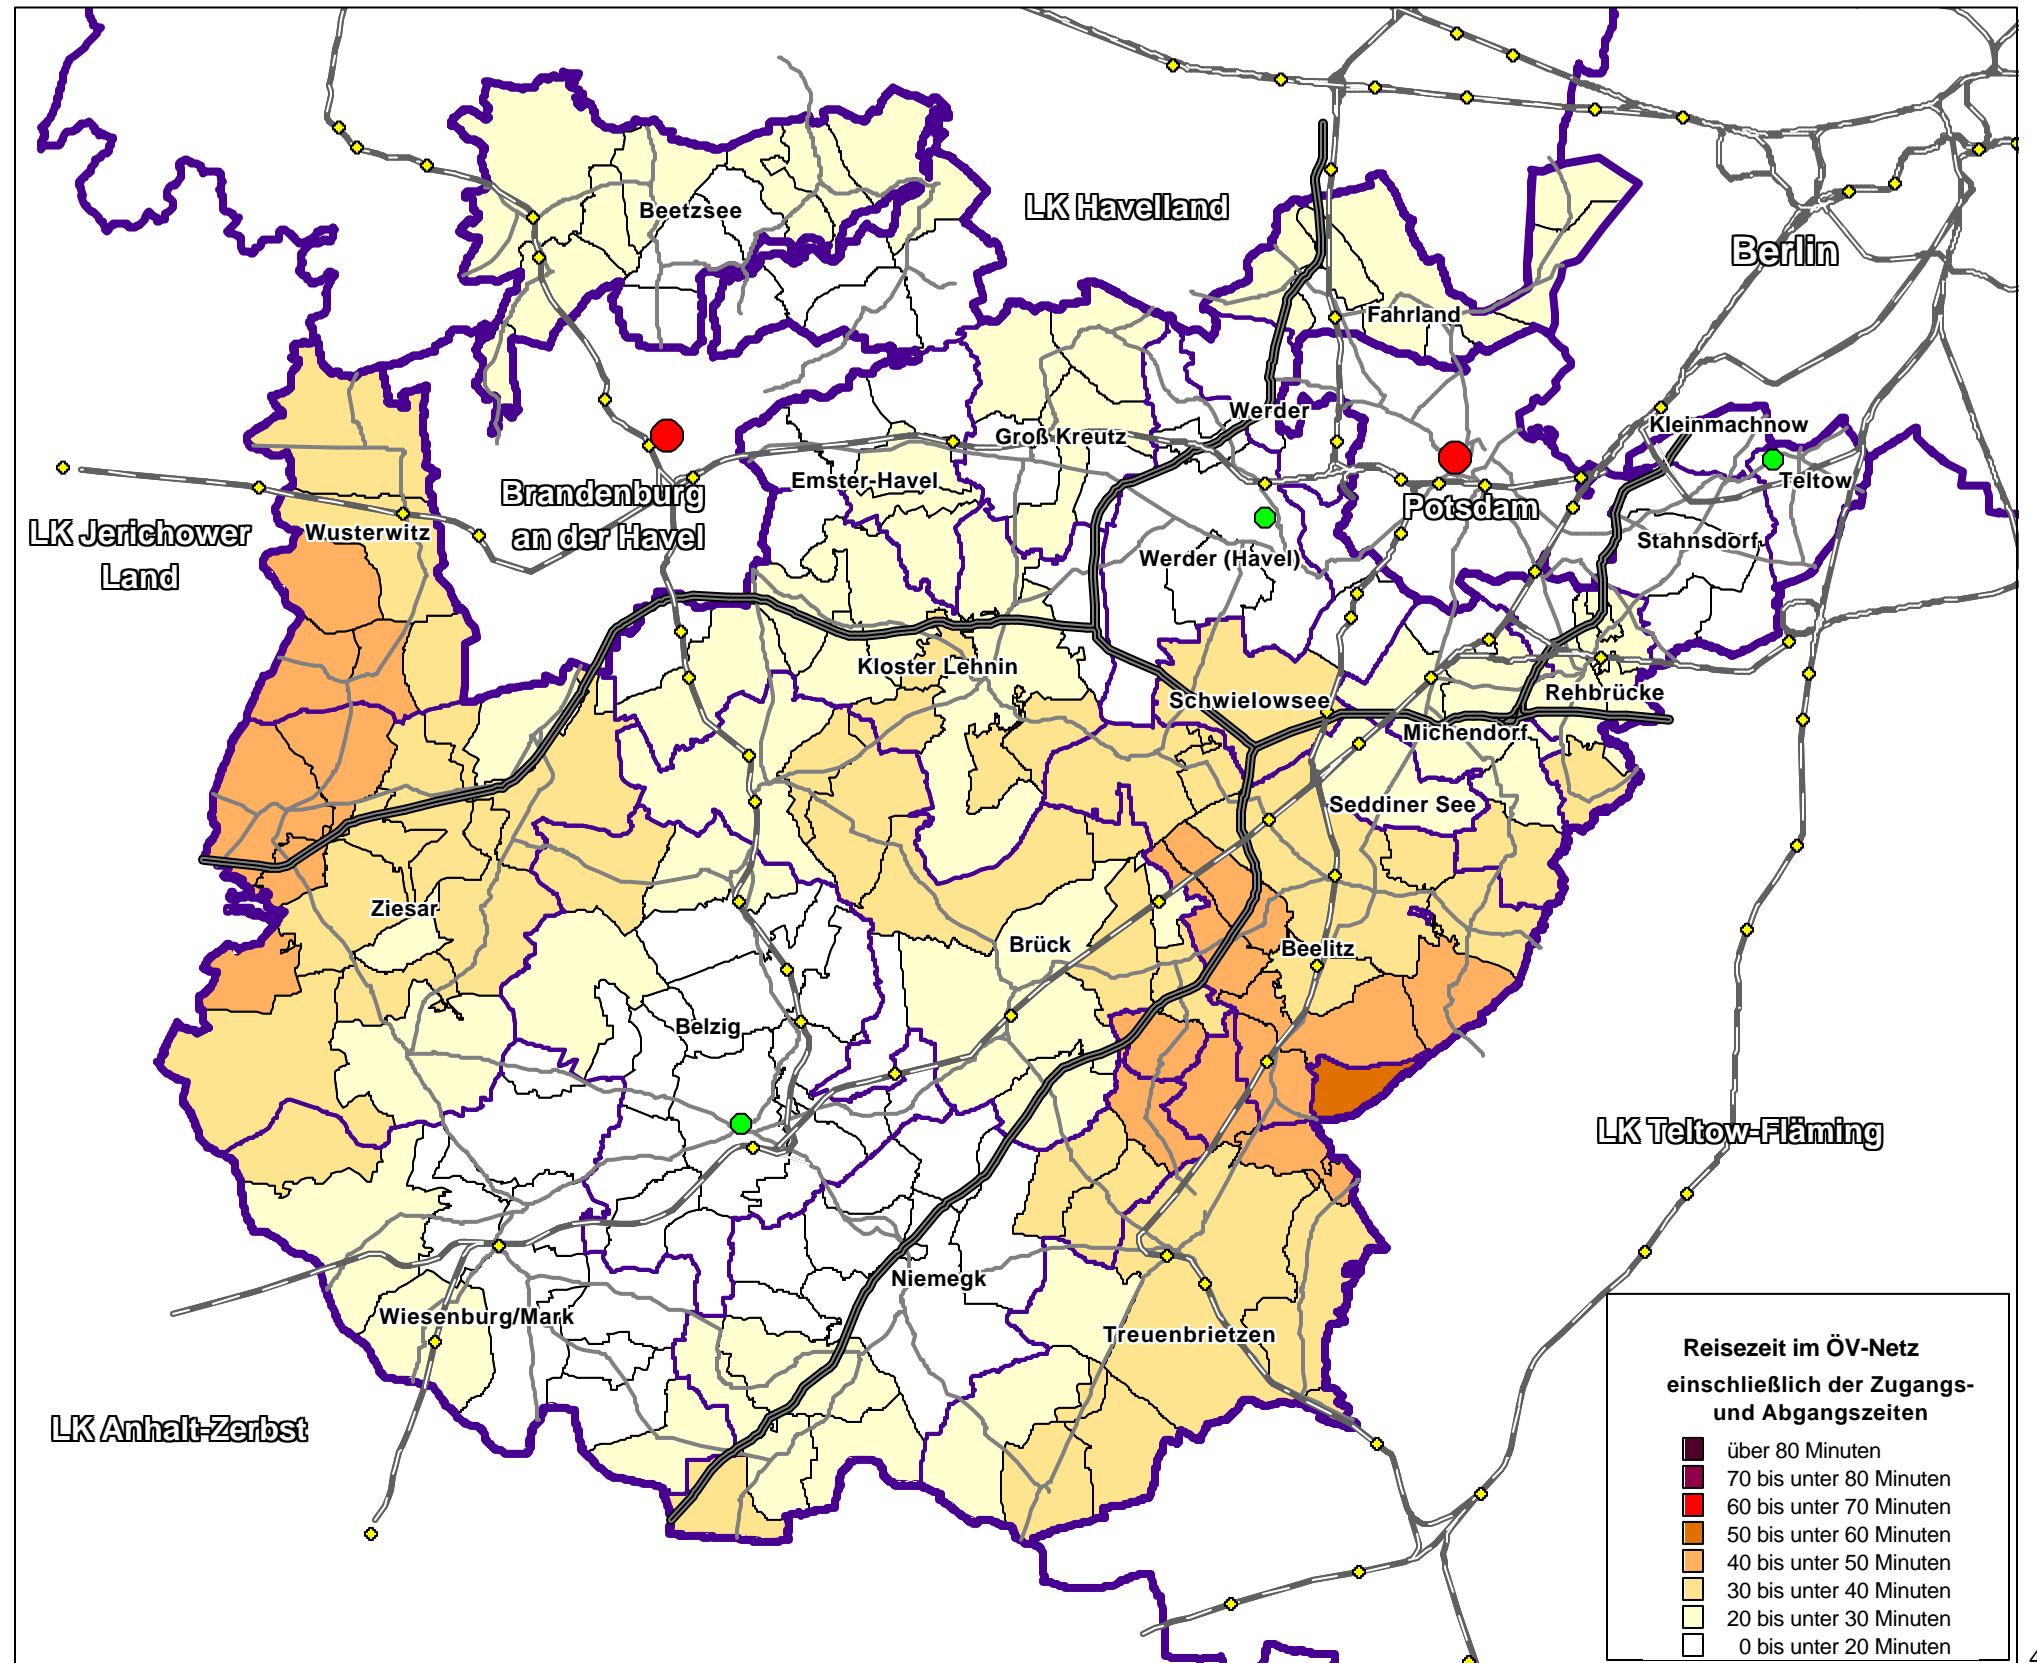 Beetzsee
LK Havelland
Berlin
Fahrland
Werder
Kleinmachnow
Groß Kreutz
Emster-Havel
Teltow
Brandenburg
an der Havel
Potsdam
LK Jerichower
Land
Wusterwitz
Stahnsdorf
Werder (Havel)
Kloster Lehnin
Schwielowsee
Rehbrücke
Michendorf
Seddiner See
Ziesar
Brück
Beelitz
Belzig
LK Teltow-Fläming
Niemegk
Wiesenburg/Mark
Treuenbrietzen
LK Anhalt-Zerbst
Reisezeit im ÖV-Netz
einschließlich der Zugangs-
und Abgangszeiten
über 80 Minuten
70 bis unter 80 Minuten
60 bis unter 70 Minuten
50 bis unter 60 Minuten
40 bis unter 50 Minuten
30 bis unter 40 Minuten
20 bis unter 30 Minuten
0 bis unter 20 Minuten